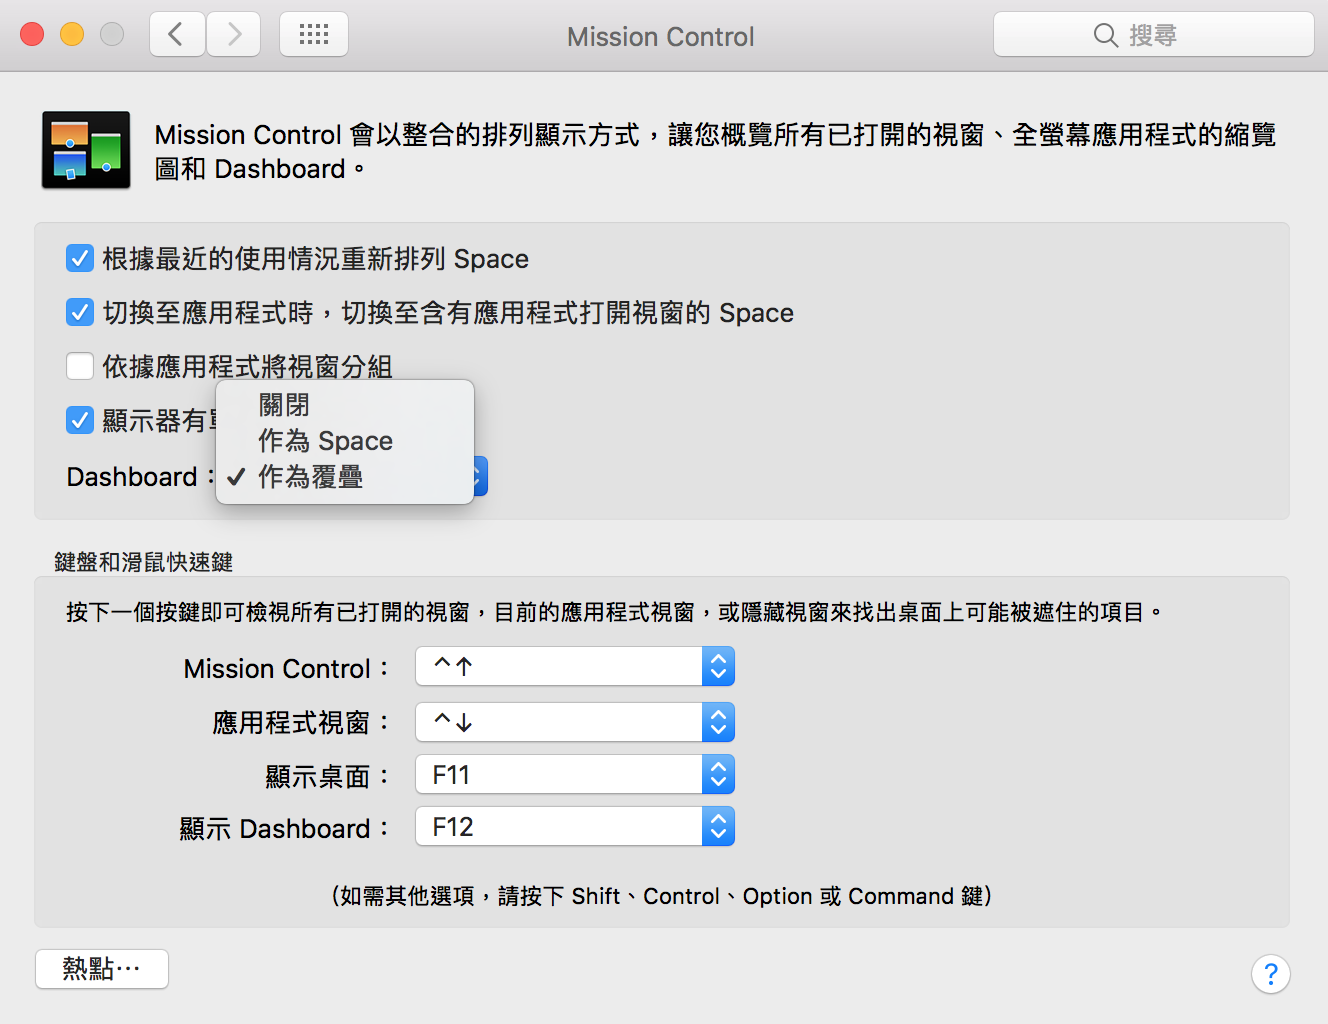 Mission Control
搜尋
Mission Control 會以整合的排列顯示方式，讓您概覽所有已打開的視窗、全螢幕應用程式的縮覽
圖和 Dashboard。
根據最近的使用情況重新排列 Space
切換至應用程式時，切換至含有應用程式打開視窗的 Space
依據應用程式將視窗分組
顯示器有
關閉
作為 Space
Dashboard：
✓ 作為覆疊
鍵盤和滑鼠快速鍵
按下一個按鍵即可檢視所有已打開的視窗，目前的應用程式視窗，或隱藏視窗來找出桌面上可能被遮住的項目。
Mission Control： ^↑
應用程式視窗： ^↓
顯示桌面： F11
顯示 Dashboard： F12
（如需其他選項，請按下 Shift、Control、Option 或 Command 鍵）
熱點⋯
?